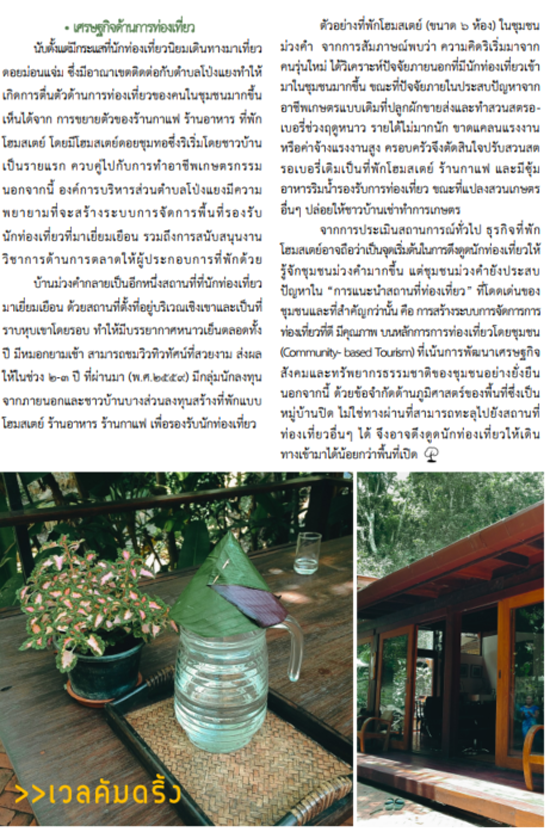 • เศรษฐกิจด้านการท่องเที่ยว
นับตั้งแต่มีกระแสที่นักท่องเที่ยวนิยมเดินทางมาเที่ยว
ดอยม่อนแจ่ม ซึ่งมีอาณาเขตติดต่อกับตำบลโป่งแยงทำให้
เกิดการตื่นตัวด้านการท่องเที่ยวของคนในชุมชนมากขึ้น
เห็นได้จาก การขยายตัวของร้านกาแฟ ร้านอาหาร ที่พัก
โฮมสเตย์ โดยมีโฮมสเตย์ดอยชุมทอซึ่งริเริ่มโดยชาวบ้าน
เป็นรายแรก ควบคู่ไปกับการทำอาชีพเกษตรกรรม
นอกจากนี้ องค์การบริหารส่วนตำบลโป่งแยงมีความ
พยายามที่จะสร้างระบบการจัดการพื้นที่รองรับ
นักท่องเที่ยวที่มาเยี่ยมเยือน รวมถึงการสนับสนุนงาน
วิชาการด้านการตลาดให้ผู้ประกอบการที่พักด้วย
บ้านม่วงคำกลายเป็นอีกหนึ่งสถานที่ที่นักท่องเที่ยว
มาเยี่ยมเยือน ด้วยสถานที่ตั้งที่อยู่บริเวณเชิงเขาและเป็นที่
ราบหุบเขาโดยรอบ ทำให้มีบรรยากาศหนาวเย็นตลอดทั้ง
ปี มีหมอกยามเช้า สามารถชมวิวทิวทัศน์ที่สวยงาม ส่งผล
ให้ในช่วง ๒-๓ ปี ที่ผ่านมา (พ.ศ.๒๕๕๙) มีกลุ่มนักลงทุน
จากภายนอกและชาวบ้านบางส่วนลงทุนสร้างที่พักแบบ
โฮมสเตย์ ร้านอาหาร ร้านกาแฟ เพื่อรองรับนักท่องเที่ยว
ตัวอย่างที่พักโฮมสเตย์ (ขนาด ๖ ห้อง) ในชุมชน
ม่วงคำ จากการสัมภาษณ์พบว่า ความคิดริเริ่มมาจาก
คนรุ่นใหม่ ได้วิเคราะห์ปัจจัยภายนอกที่มีนักท่องเที่ยวเข้า
มาในชุมชนมากขึ้น ขณะที่ปัจจัยภายในประสบปัญหาจาก
อาชีพเกษตรแบบเดิมที่ปลูกผักขายส่งและทำสวนสตรอ-
เบอรี่ช่วงฤดูหนาว รายได้ไม่มากนัก ขาดแคลนแรงงาน
หรือค่าจ้างแรงงานสูง ครอบครัวจึงตัดสินใจปรับสวนสต
รอเบอรี่เดิมเป็นที่พักโฮมสเตย์ ร้านกาแฟ และมีซุ้ม
อาหารริมน้ำรองรับการท่องเที่ยว ขณะที่แปลงสวนเกษตร
อื่นๆ ปล่อยให้ชาวบ้านเช่าทำการเกษตร
จากการประเมินสถานการณ์ทั่วไป ธุรกิจที่พัก
โฮมสเตย์อาจถือว่าเป็นจุดเริ่มต้นในการดึงดูดนักท่องเที่ยวให้
รู้จักชุมชนม่วงคำมากขึ้น แต่ชุมชนม่วงคำยังประสบ
ปัญหาใน “การแนะนำสถานที่ท่องเที่ยว” ที่โดดเด่นของ
ชุมชนและที่สำคัญกว่านั้น คือ การสร้างระบบการจัดการการ
ท่องเที่ยวที่ดี มีคุณภาพ บนหลักการการท่องเที่ยวโดยชุมชน
(Community- based Tourism) ที่เน้นการพัฒนาเศรษฐกิจ
สังคมและทรัพยากรธรรมชาติของชุมชนอย่างยั่งยืน
นอกจากนี้ ด้วยข้อจำกัดด้านภูมิศาสตร์ของพื้นที่ซึ่งเป็น
หมู่บ้านปิด ไม่ใช่ทางผ่านที่สามารถทะลุไปยังสถานที่
ท่องเที่ยวอื่นๆ ได้ จึงอาจดึงดูดนักท่องเที่ยวให้เดิน
ทางเข้ามาได้น้อยกว่าพื้นที่เปิด
>>เวลคัมดริ้ง